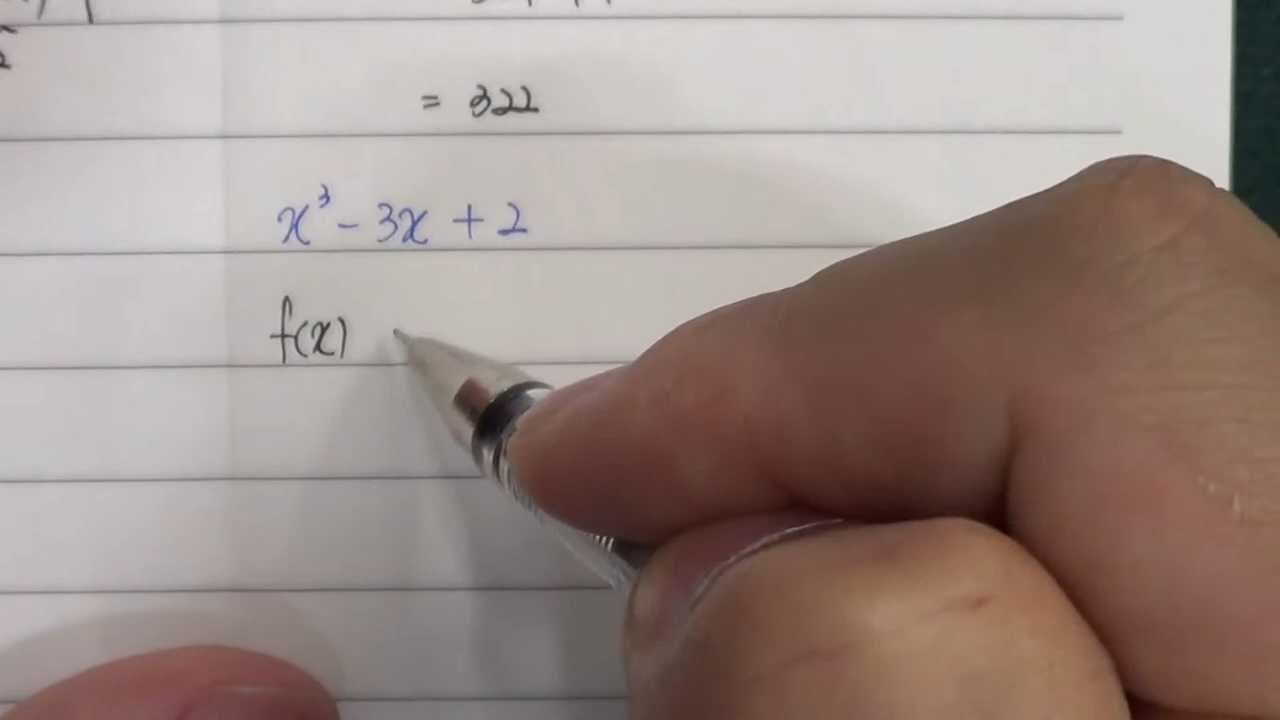 = 322
x³ - 3x + 2
f(x)